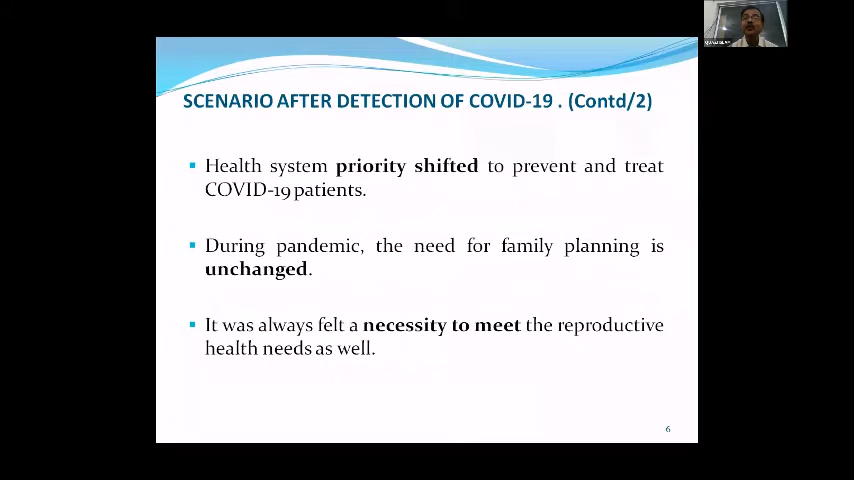 SCENARIO AFTER DETECTION OF COVID-19 . (Contd/2)
▪ Health system priority shifted to prevent and treat
COVID-19 patients.
▪ During pandemic, the need for family planning is
unchanged.
▪ It was always felt a necessity to meet the reproductive
health needs as well.
6